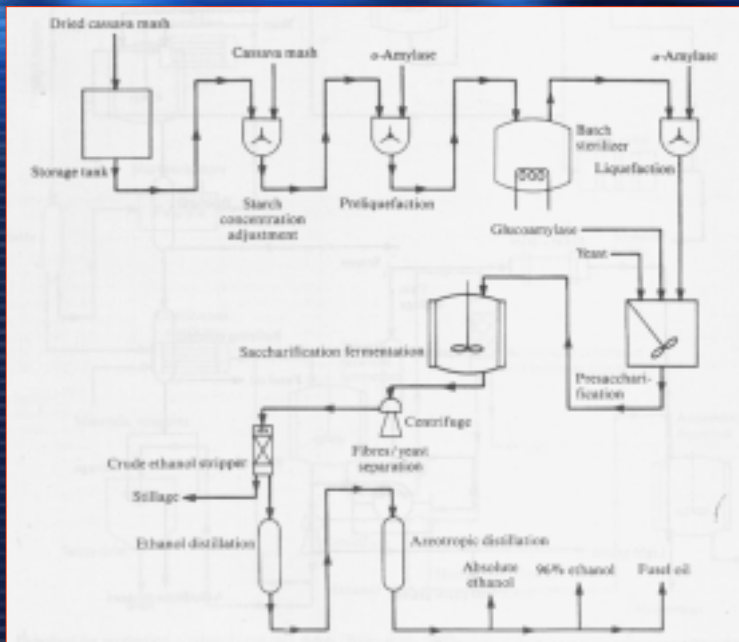 Dried cassava mash
Cassava mash
α-Amylase
α-Amylase
Storage tank
Starch
concentration
adjustment
Preliquefaction
Batch
sterilizer
Liquefaction
Glucoamylase
Yeast
Saccharification fermentation
Presacchari-
fication
Centrifuge
Fibres/yeast
separation
Crude ethanol stripper
Stillage
Ethanol distillation
Azeotropic distillation
Absolute
ethanol
96% ethanol
Fusel oil